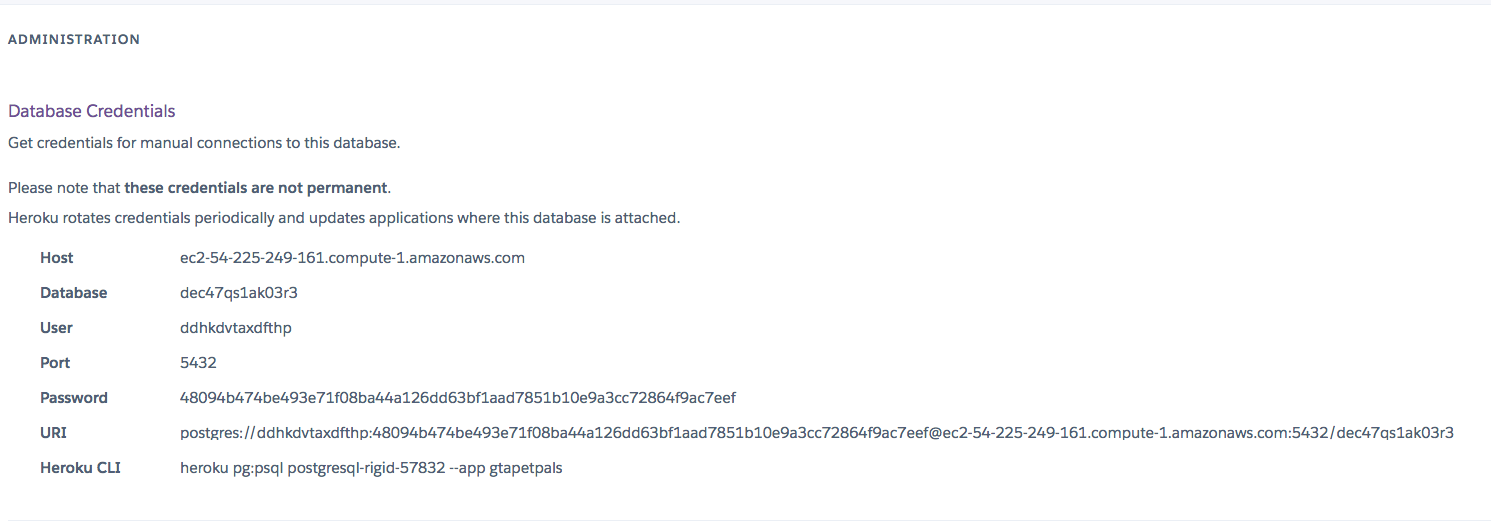 ADMINISTRATION
Database Credentials
Get credentials for manual connections to this database.
Please note that these credentials are not permanent.
Heroku rotates credentials periodically and updates applications where this database is attached.
Host ec2-54-225-249-161.compute-1.amazonaws.com
Database dec47qs1ak03r3
User ddhkdvtaxdfthp
Port 5432
Password 48094b474be493e71f08ba44a126dd63bf1aad7851b10e9a3cc72864f9ac7eef
URI postgres://ddhkdvtaxdfthp:48094b474be493e71f08ba44a126dd63bf1aad7851b10e9a3cc72864f9ac7eef@ec2-54-225-249-161.compute-1.amazonaws.com:5432/dec47qs1ak03r3
Heroku CLI heroku pg:psql postgresql-rigid-57832 --app gtapetpals